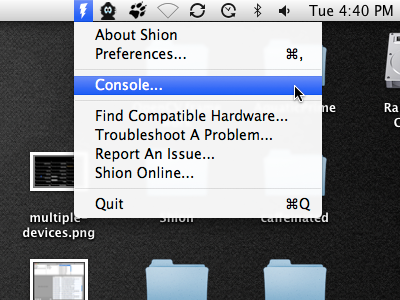 Tue 4:40 PM
About Shion
Preferences... ⌘,
Console...
Find Compatible Hardware...
Troubleshoot A Problem...
Report An Issue...
Shion Online...
Quit ⌘Q
me
Ra
C
multiple-
devices.png
Shion
caffeinated